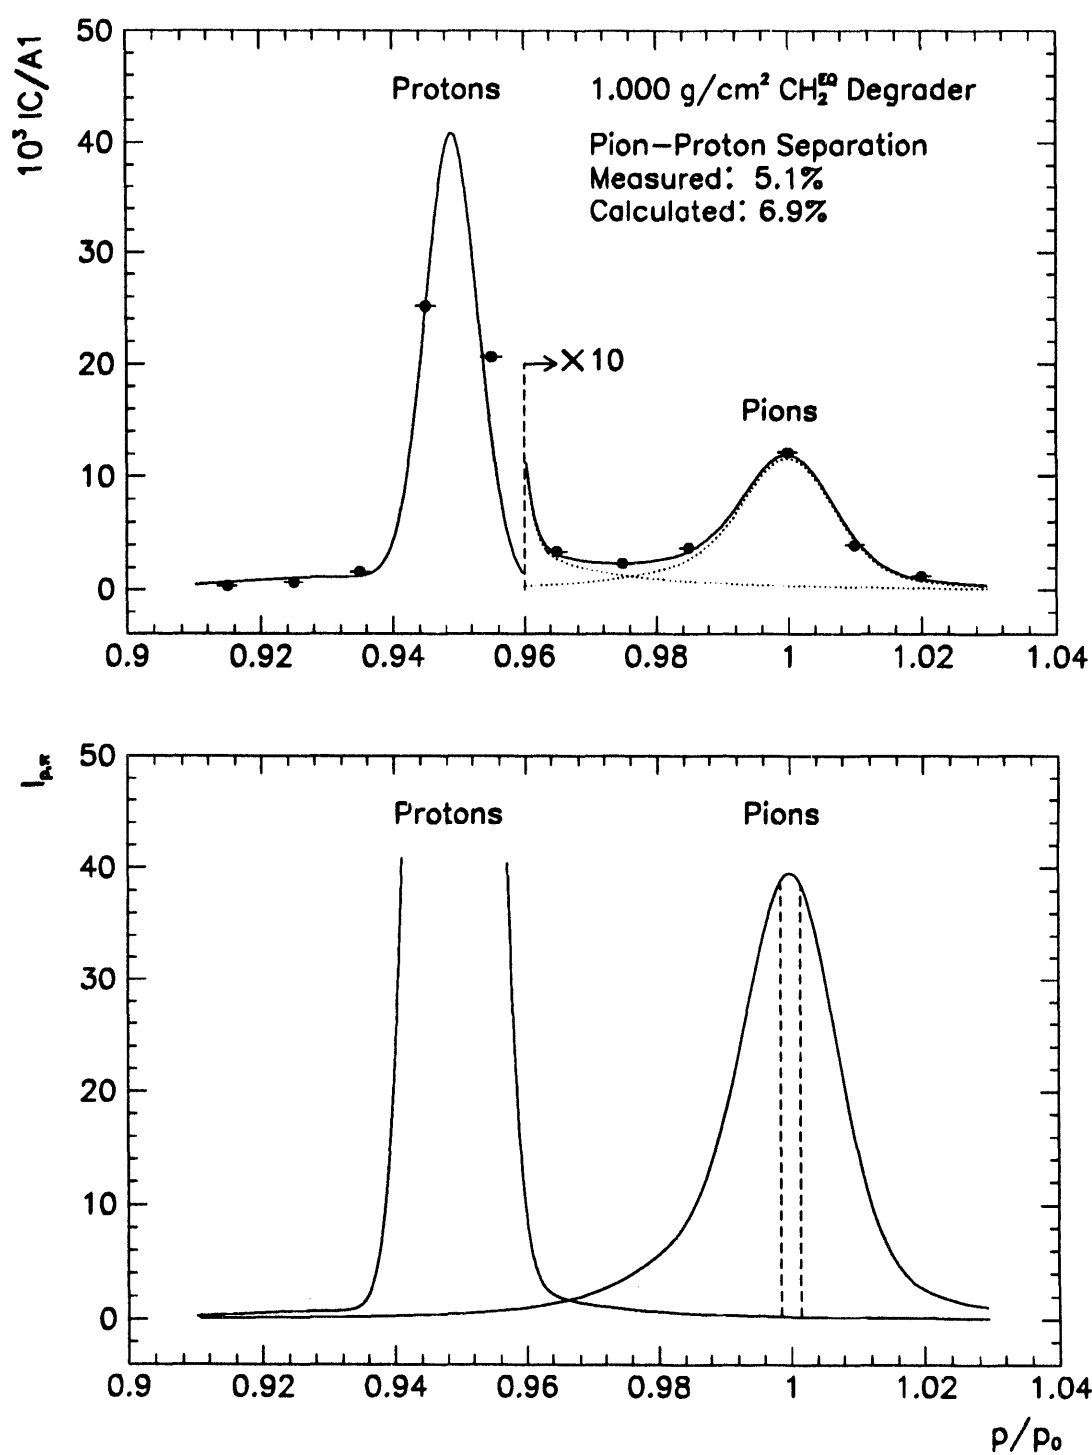 10³ IC/A1
50
40
30
20
10
0
Protons
1.000 g/cm² CH₂ᴱᑫ Degrader
Pion–Proton Separation
Measured: 5.1%
Calculated: 6.9%
×10
Pions
0.9 0.92 0.94 0.96 0.98 1 1.02 1.04
I_p,π
50
40
30
20
10
0
Protons Pions
0.9 0.92 0.94 0.96 0.98 1 1.02 1.04
p/p₀